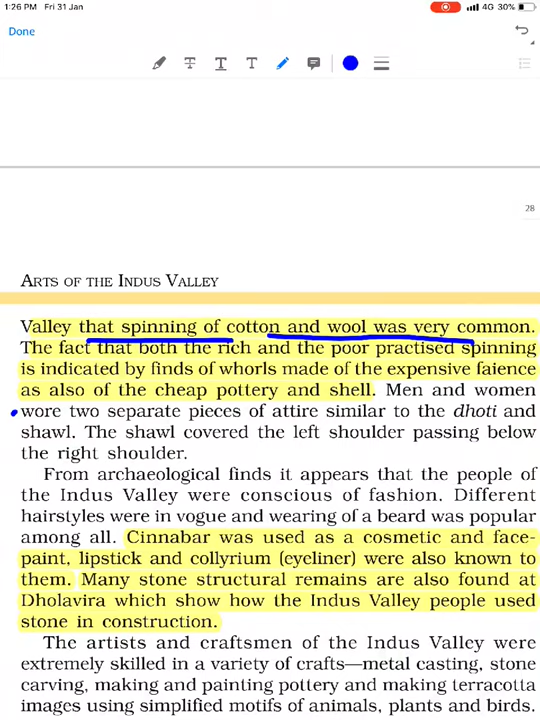 1:26 PM Fri 31 Jan
4G 30%
Done
T T T
28
ARTS OF THE INDUS VALLEY
Valley that spinning of cotton and wool was very common.
The fact that both the rich and the poor practised spinning
is indicated by finds of whorls made of the expensive faience
as also of the cheap pottery and shell. Men and women
wore two separate pieces of attire similar to the dhoti and
shawl. The shawl covered the left shoulder passing below
the right shoulder.
From archaeological finds it appears that the people of
the Indus Valley were conscious of fashion. Different
hairstyles were in vogue and wearing of a beard was popular
among all. Cinnabar was used as a cosmetic and face-
paint, lipstick and collyrium (eyeliner) were also known to
them. Many stone structural remains are also found at
Dholavira which show how the Indus Valley people used
stone in construction.
The artists and craftsmen of the Indus Valley were
extremely skilled in a variety of crafts—metal casting, stone
carving, making and painting pottery and making terracotta
images using simplified motifs of animals, plants and birds.